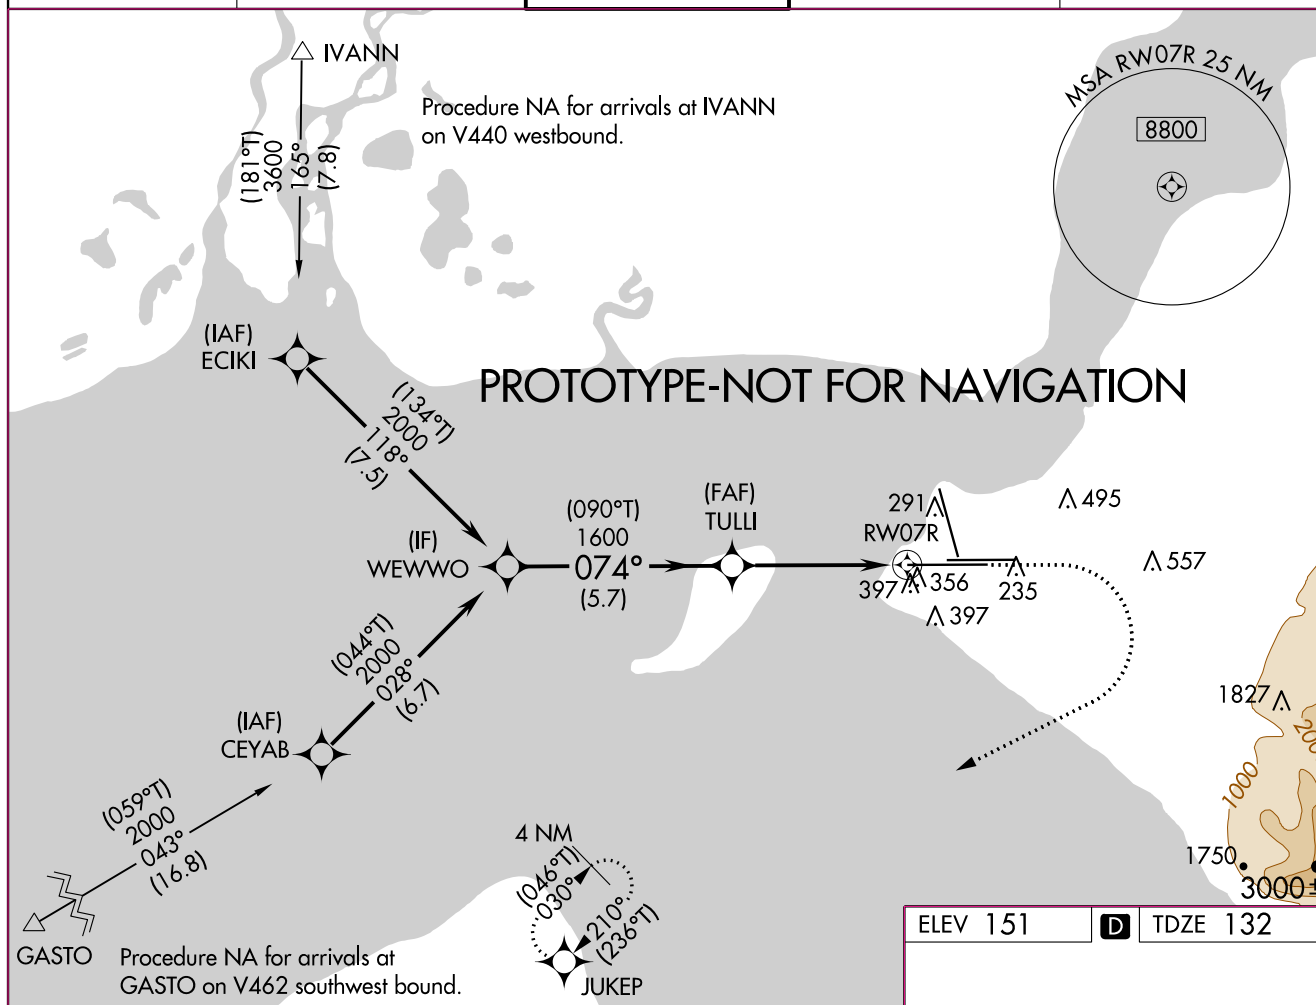 IVANN
Procedure NA for arrivals at IVANN
on V440 westbound.
(181°T)
3600
165°
(7.8)
MSA RW07R 25 NM
8800
(IAF)
ECIKI
PROTOTYPE-NOT FOR NAVIGATION
(134°T)
2000
118°
(7.5)
(IF)
WEWWO
(090°T)
1600
074°
(5.7)
(FAF)
TULLI
291
RW07R
495
557
397
356
235
397
(044°T)
2000
028°
(6.7)
(IAF)
CEYAB
1827
1000
(059°T)
2000
043°
(16.8)
4 NM
(046°T)
030°
210°
(236°T)
JUKEP
1750
3000±
GASTO
Procedure NA for arrivals at
GASTO on V462 southwest bound.
ELEV 151
D
TDZE 132